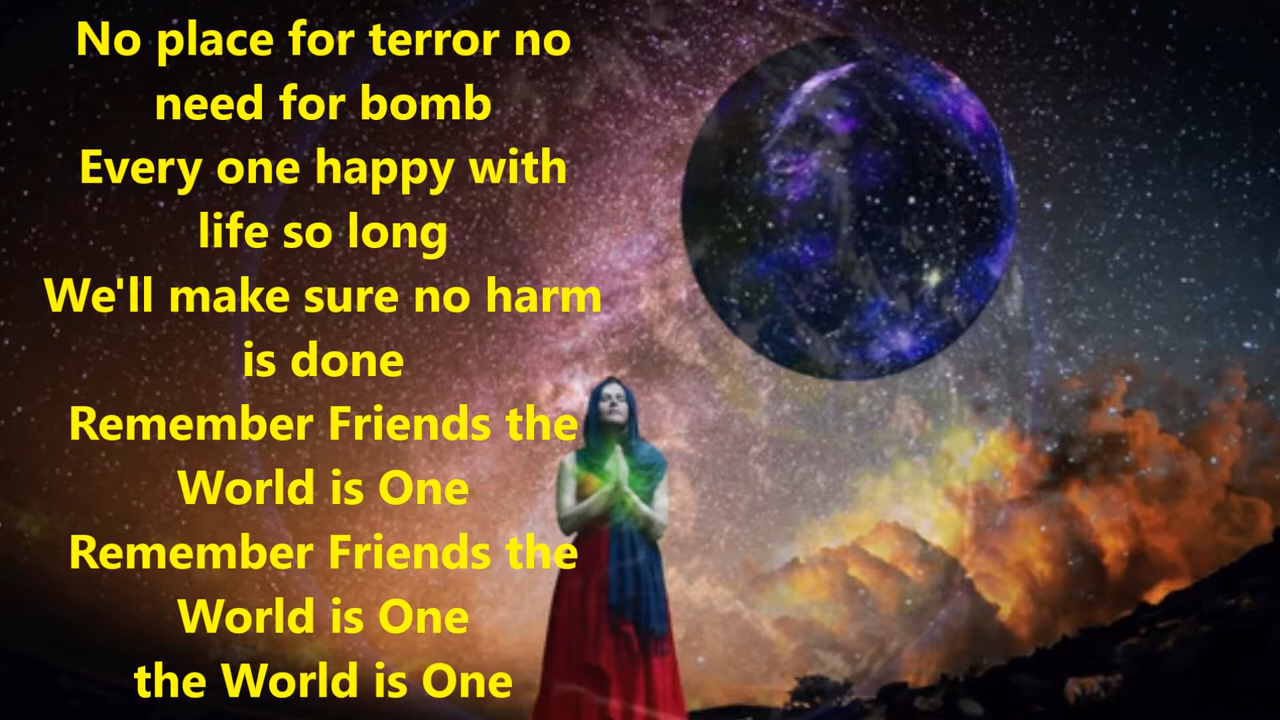 No place for terror no
need for bomb
Every one happy with
life so long
We'll make sure no harm
is done
Remember Friends the
World is One
Remember Friends the
World is One
the World is One